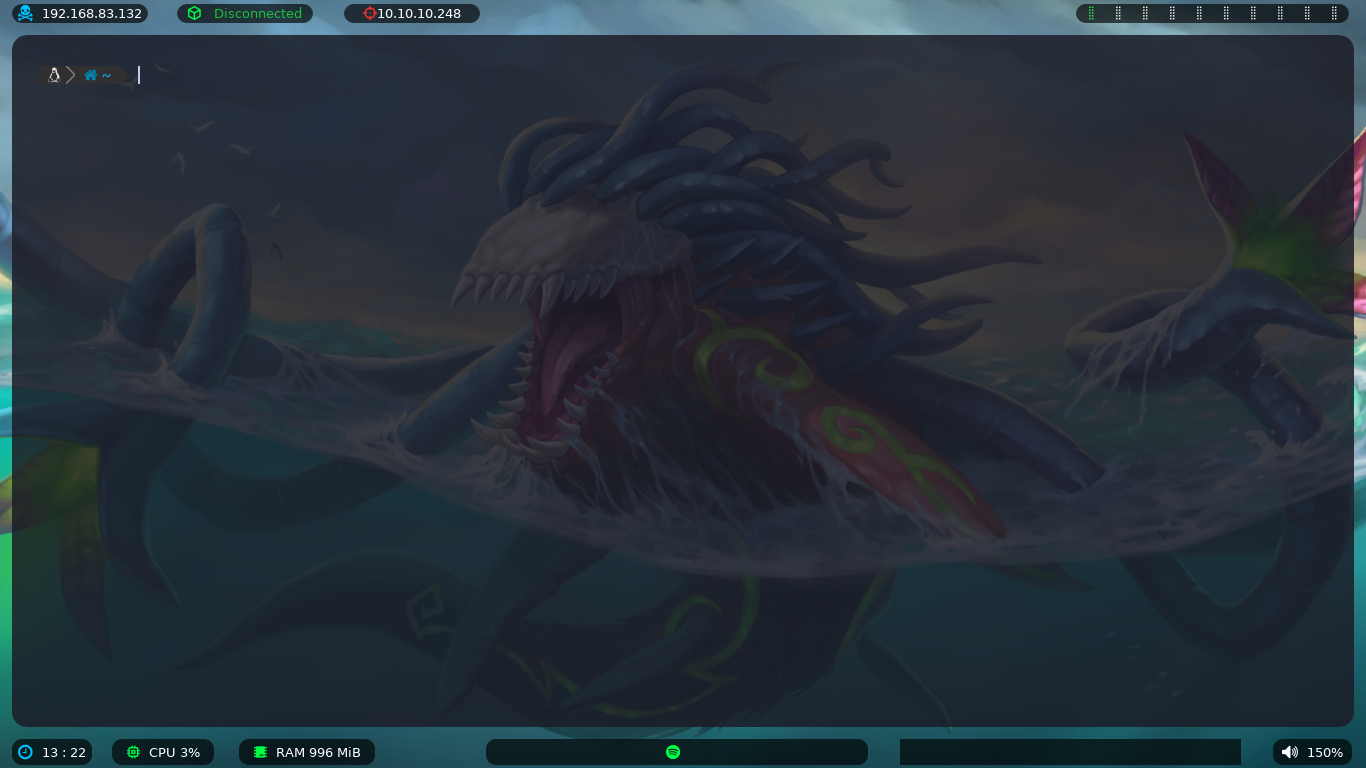 192.168.83.132
Disconnected
10.10.10.248
~
13 : 22
CPU 3%
RAM 996 MiB
150%